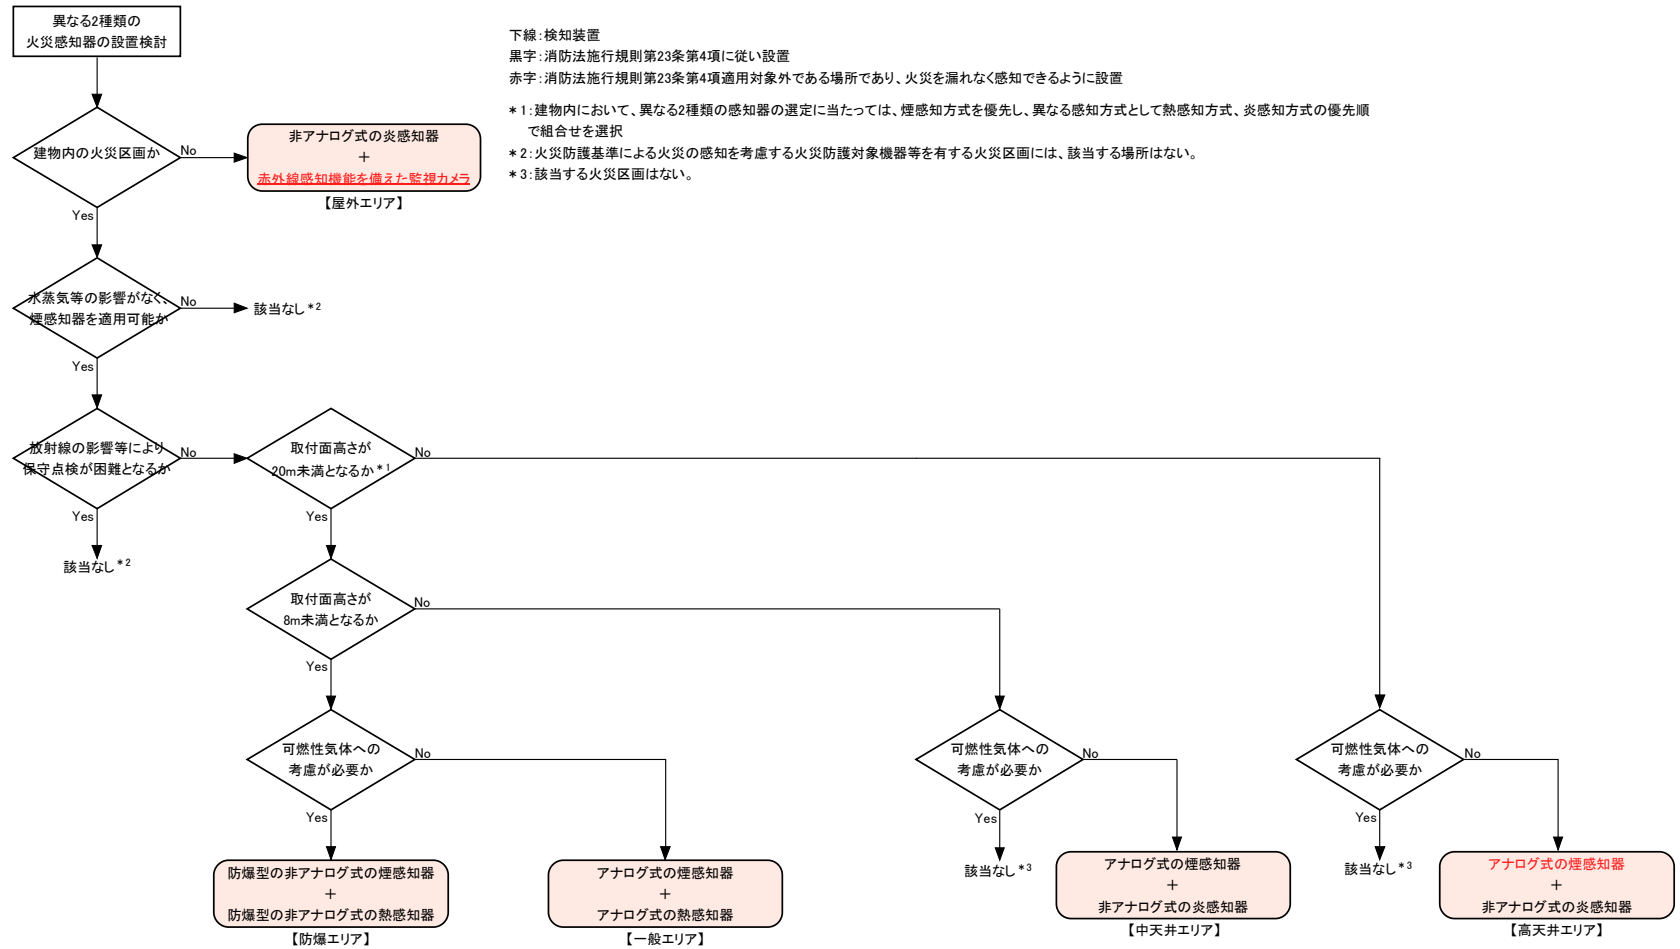 異なる2種類の
火災感知器の設置検討
下線：検知装置
黒字：消防法施行規則第23条第4項に従い設置
赤字：消防法施行規則第23条第4項適用対象外である場所であり、火災を漏れなく感知できるように設置
＊1：建物内において、異なる2種類の感知器の選定に当たっては、煙感知方式を優先し、異なる感知方式として熱感知方式、炎感知方式の優先順
で組合せを選択
＊2：火災防護基準による火災の感知を考慮する火災防護対象機器等を有する火災区画には、該当する場所はない。
＊3：該当する火災区画はない。
建物内の火災区画か
No
Yes
非アナログ式の炎感知器
＋
赤外線感知機能を備えた監視カメラ
【屋外エリア】
水蒸気等の影響がなく、
煙感知器を適用可能か
No
Yes
該当なし＊2
放射線の影響等により
保守点検が困難となるか
No
Yes
該当なし＊2
取付面高さが
20m未満となるか＊1
No
Yes
取付面高さが
8m未満となるか
No
Yes
可燃性気体への
考慮が必要か
No
Yes
可燃性気体への
考慮が必要か
No
Yes
可燃性気体への
考慮が必要か
No
Yes
防爆型の非アナログ式の煙感知器
＋
防爆型の非アナログ式の熱感知器
【防爆エリア】
アナログ式の煙感知器
＋
アナログ式の熱感知器
【一般エリア】
該当なし＊3
アナログ式の煙感知器
＋
非アナログ式の炎感知器
【中天井エリア】
該当なし＊3
アナログ式の煙感知器
＋
非アナログ式の炎感知器
【高天井エリア】